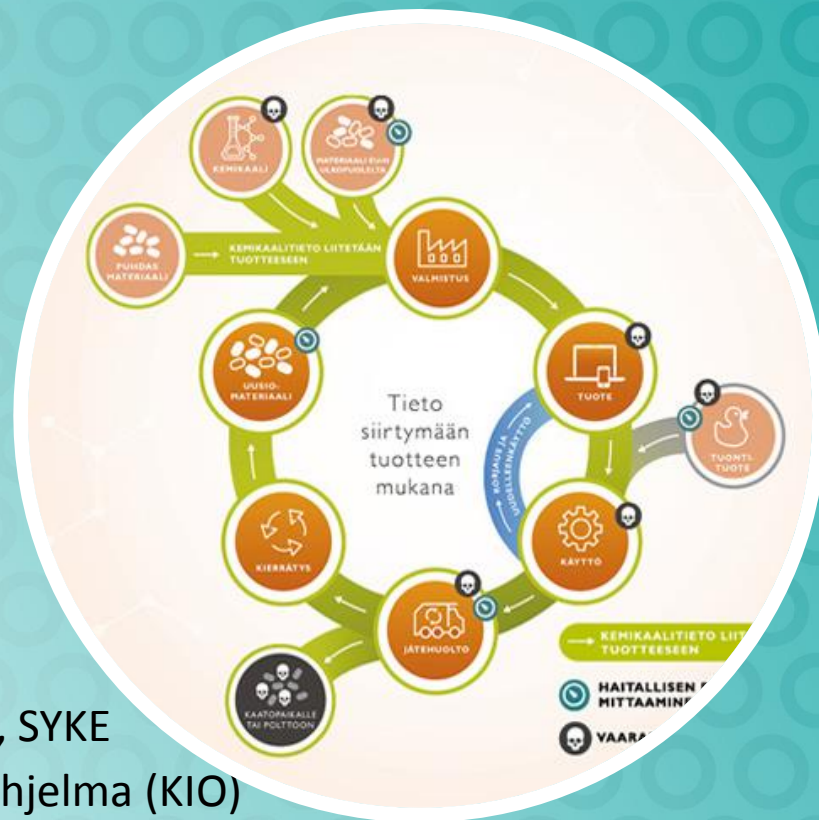 KEMIKAALI
MATERIAALI EU:N
ULKOPUOLELTA
PUHDAS
MATERIAALI
KEMIKAALITIETO LIITETÄÄN
TUOTTEESEEN
VALMISTUS
UUSIO-
MATERIAALI
TUOTE
Tieto
siirtymään
tuotteen
mukana
KORJAUS JA
UUDELLEENKÄYTTÖ
TUONTI-
TUOTE
KIERRÄTYS
KÄYTTÖ
JÄTEHUOLTO
KAATOPAIKALLE
TAI POLTTOON
KEMIKAALITIETO LIIT
TUOTTEESEEN
HAITALLISEN
MITTAAMINE
VAARA
, SYKE
hjelma (KIO)